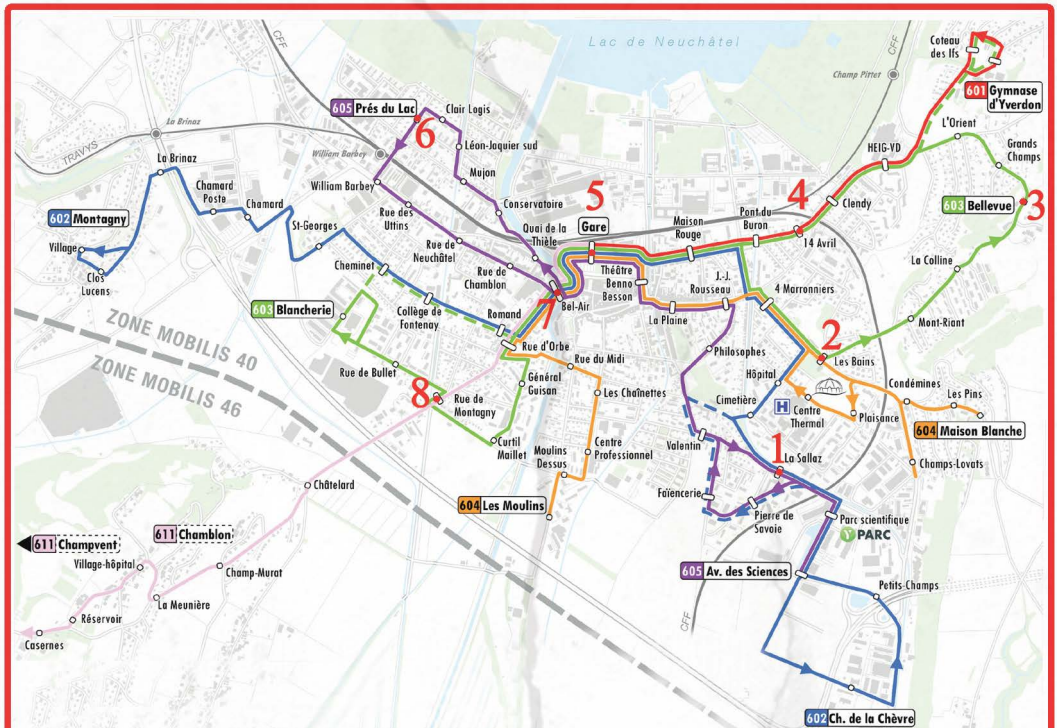 Lac de Neuchâtel
CFF
CFF
Champ Pittet
Coteau
des Ifs
601 Gymnase
d'Yverdon
L'Orient
Grands
Champs
HEIG-VD
605 Prés du Lac
Clair Logis
6
Léon-Jaquier sud
La Brinaz
TRAVYS
William Barbey
William Barbey
Mujon
La Brinaz
Chamard
Poste
Chamard
Conservatoire
5
Gare
Maison
Rouge
Pont du
Buron
4
14 Avril
Clendy
603 Bellevue
3
602 Montagny
Village
Clos
Lucens
St-Georges
Rue des
Uttins
Rue de
Neuchâtel
Quai de la
Thièle
Rue de
Chamblon
Théâtre
Benno
Besson
J.-J.
Rousseau
4 Marronniers
La Colline
Cheminet
603 Blancherie
Collège de
Fontenay
Romand
7
Bel-Air
La Plaine
Mont-Riant
ZONE MOBILIS 40
ZONE MOBILIS 46
Rue d'Orbe
Rue du Midi
Philosophes
2
Les Bains
Rue de Bullet
8
Rue de
Montagny
Général
Guisan
Les Chaînettes
Hôpital
Cimetière
H
Centre
Thermal
Plaisance
Condémines
Les Pins
604 Maison Blanche
Curtil
Maillet
Moulins
Dessus
Centre
Professionnel
Valentin
1
La Sallaz
Champs-Lovats
Châtelard
604 Les Moulins
Faïencerie
Pierre de
Savoie
Parc scientifique
Y PARC
611 Champvent
611 Chamblon
Village-hôpital
Champ-Murat
La Meunière
Réservoir
Casernes
605 Av. des Sciences
Petits-Champs
CFF
602 Ch. de la Chèvre